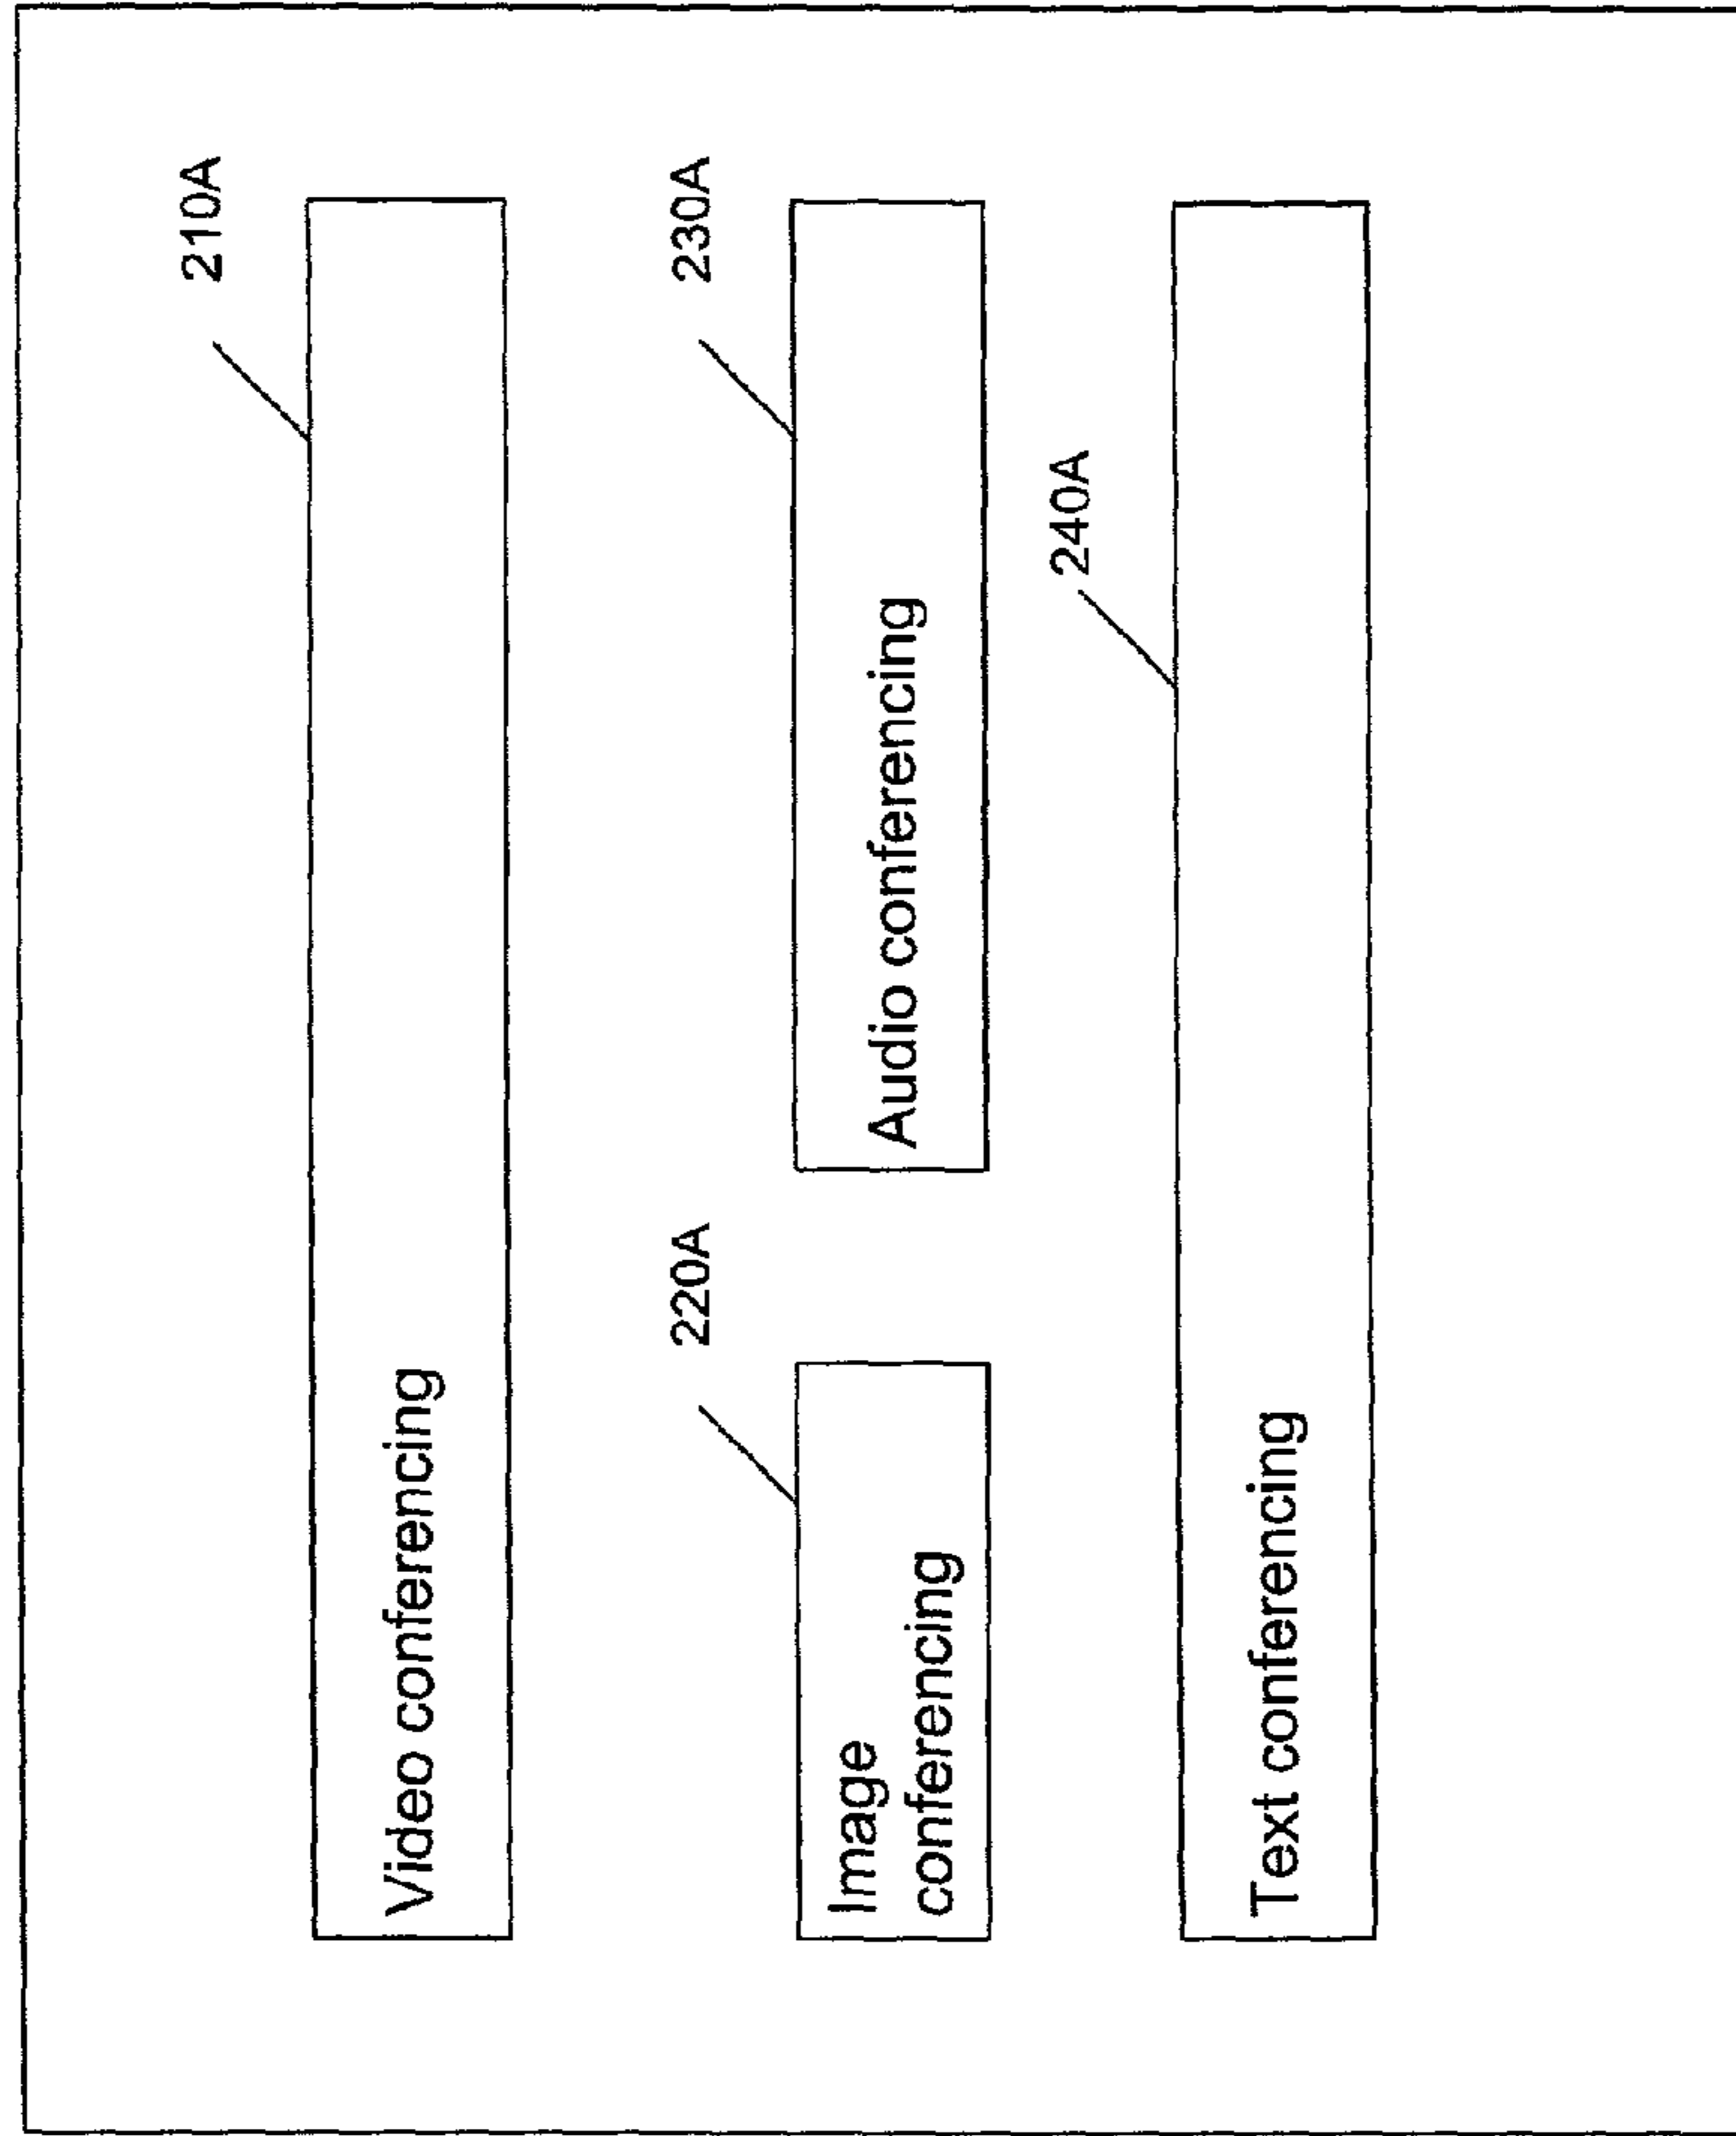 210A
Video conferencing
220A
230A
Image
conferencing
Audio conferencing
240A
Text conferencing